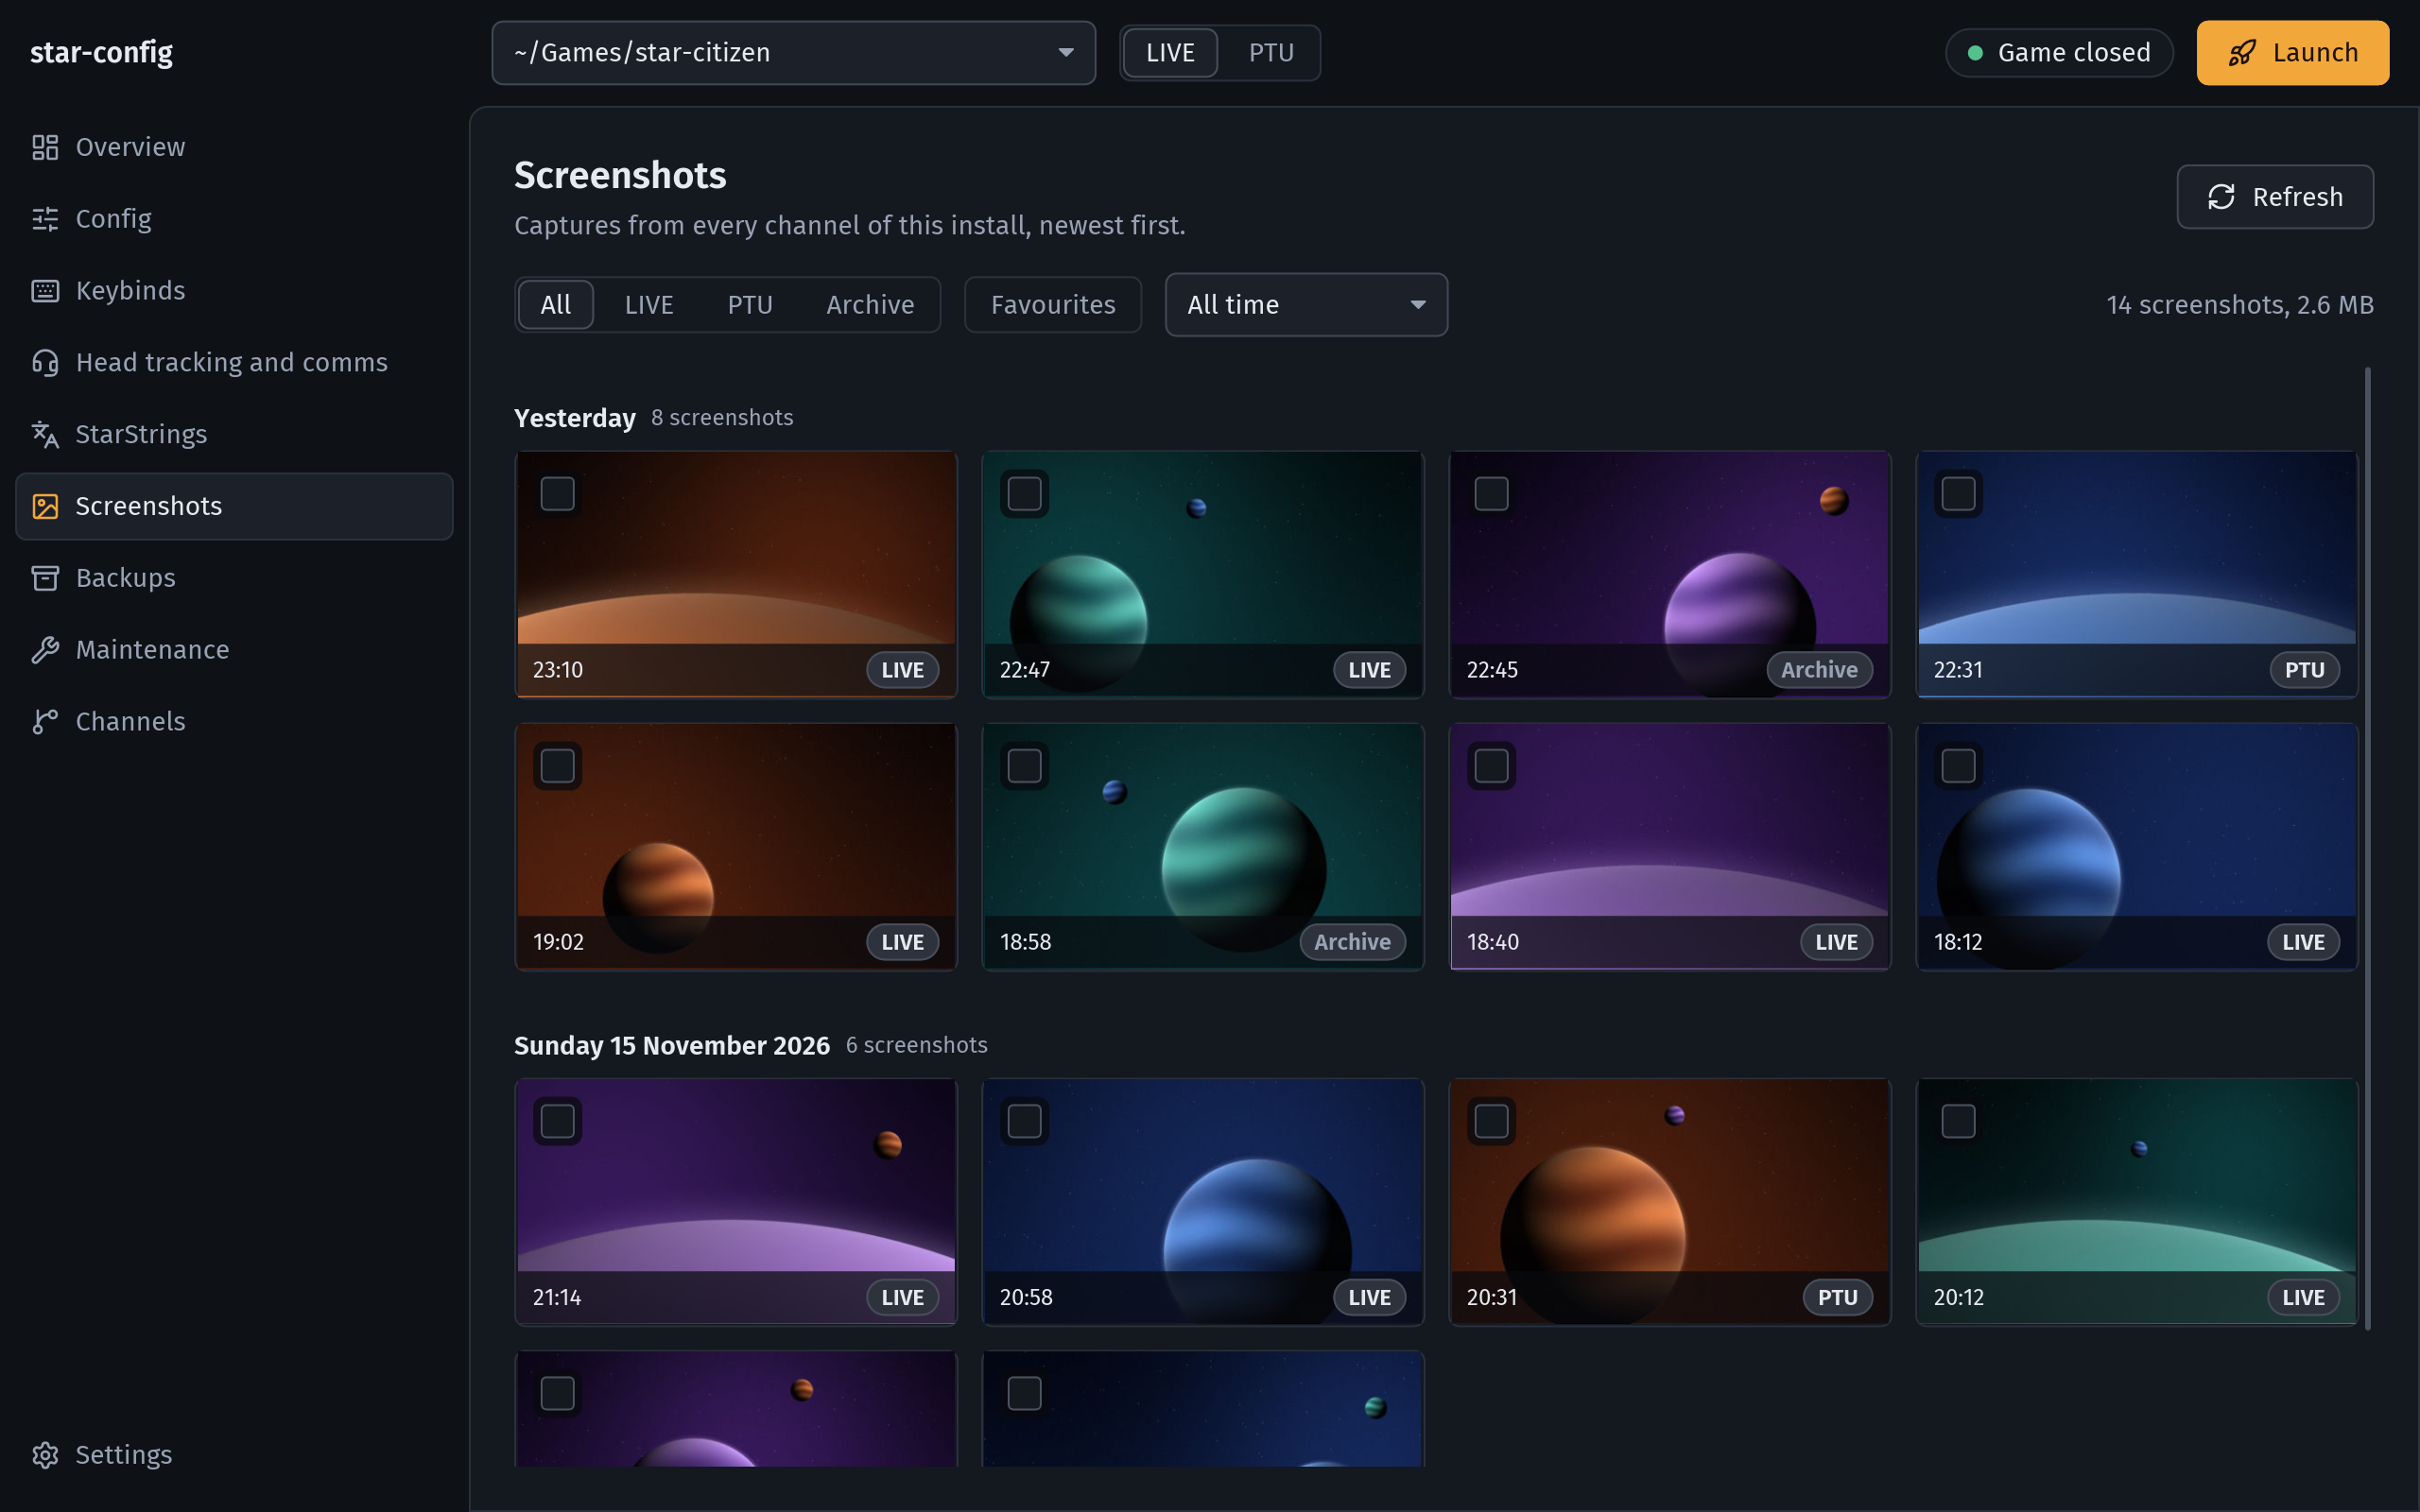 star-config
~/Games/star-citizen
LIVE PTU
Game closed
Launch
Overview
Config
Keybinds
Head tracking and comms
StarStrings
Screenshots
Backups
Maintenance
Channels
Settings
Screenshots
Captures from every channel of this install, newest first.
Refresh
All LIVE PTU Archive Favourites All time
14 screenshots, 2.6 MB
Yesterday 8 screenshots
23:10 LIVE
22:47 LIVE
22:45 Archive
22:31 PTU
19:02 LIVE
18:58 Archive
18:40 LIVE
18:12 LIVE
Sunday 15 November 2026 6 screenshots
21:14 LIVE
20:58 LIVE
20:31 PTU
20:12 LIVE